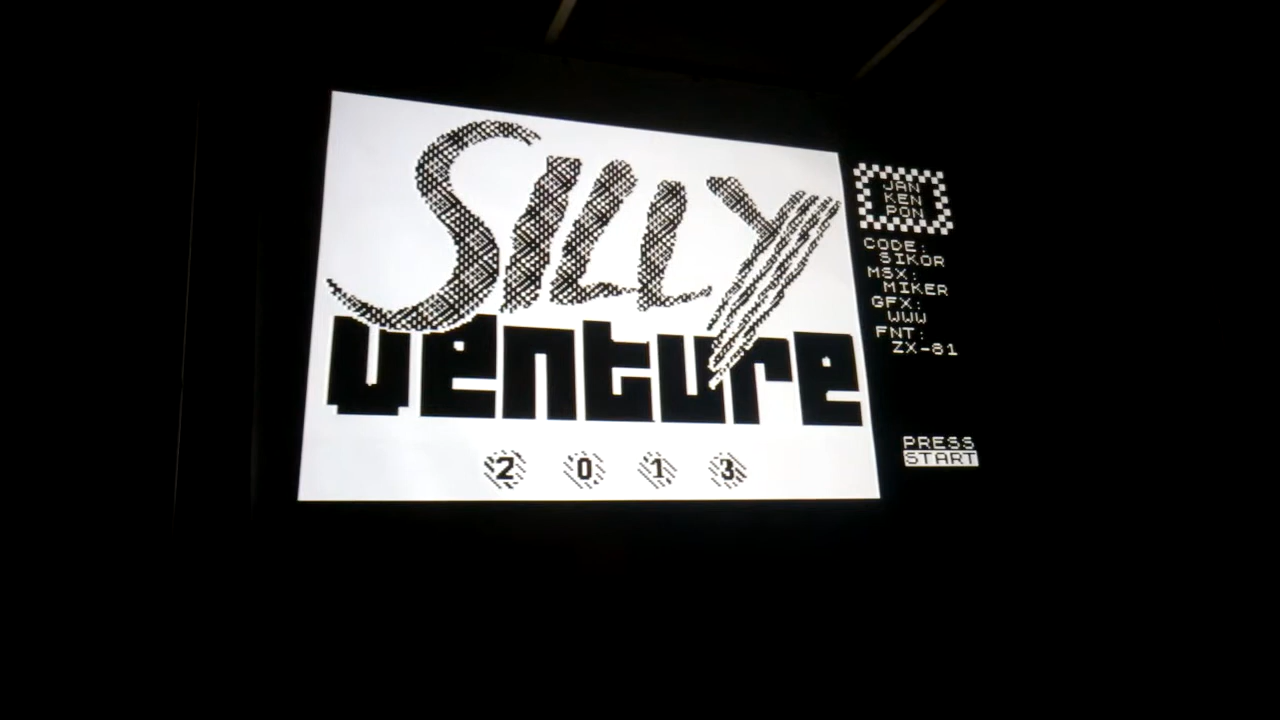 SILLY
venture
2 0 1 3
JAN
KEN
PON
CODE:
SIKOR
MSX:
MIKER
GFX:
WWW
FNT:
ZX-81
PRESS
START